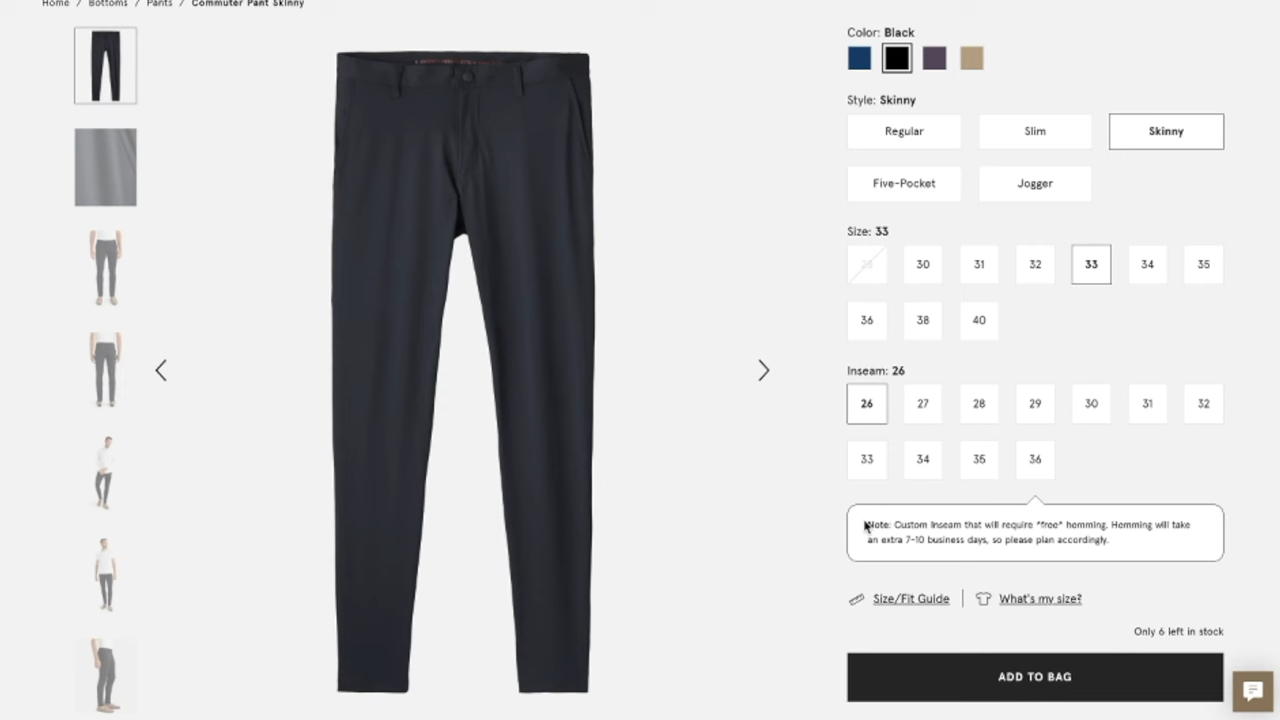 Home / Bottoms / Pants / Commuter Pant Skinny
Color: Black
Style: Skinny
Regular
Slim
Skinny
Five-Pocket
Jogger
Size: 33
30
31
32
33
34
35
36
38
40
Inseam: 26
26
27
28
29
30
31
32
33
34
35
36
Note: Custom Inseam that will require *free* hemming. Hemming will take
an extra 7-10 business days, so please plan accordingly.
Size/Fit Guide
What's my size?
Only 6 left in stock
ADD TO BAG